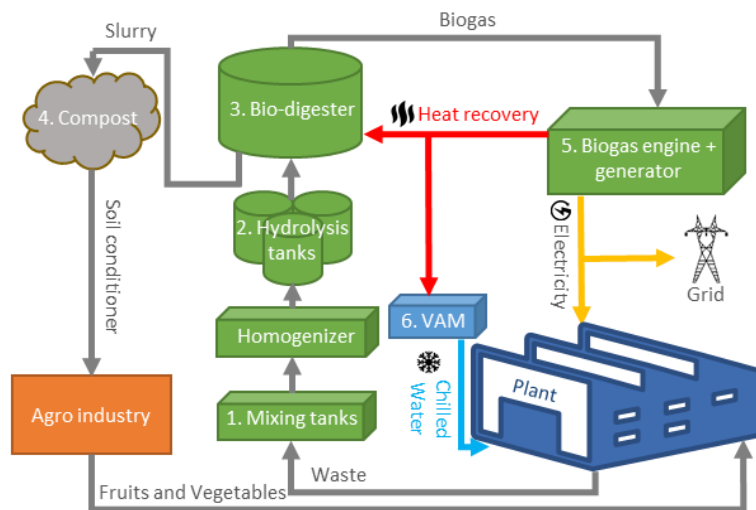 Biogas
Slurry
3. Bio-digester
Heat recovery
4. Compost
5. Biogas engine +
generator
Soil conditioner
2. Hydrolysis
tanks
Electricity
Grid
6. VAM
Homogenizer
Chilled
Water
Plant
Agro industry
1. Mixing tanks
Waste
Fruits and Vegetables